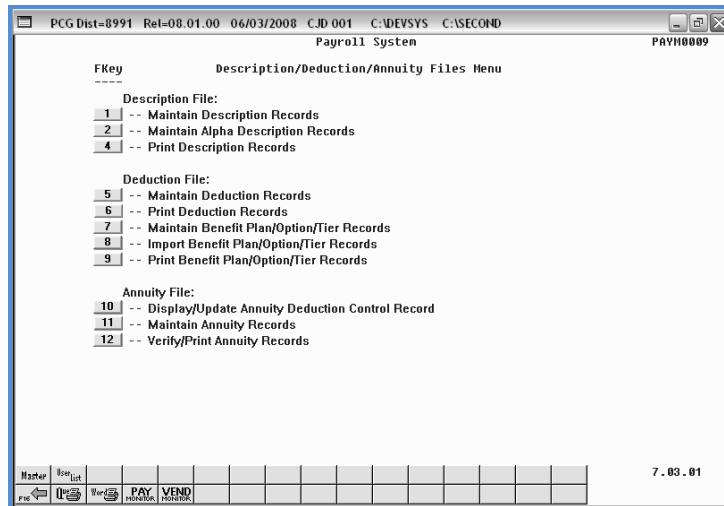 PCG Dist=8991 Rel=08.01.00 06/03/2008 CJD 001 C:\DEVSYS C:\SECOND
Payroll System PAYM0009
FKey Description/Deduction/Annuity Files Menu
----
Description File:
1 -- Maintain Description Records
2 -- Maintain Alpha Description Records
4 -- Print Description Records
Deduction File:
5 -- Maintain Deduction Records
6 -- Print Deduction Records
7 -- Maintain Benefit Plan/Option/Tier Records
8 -- Import Benefit Plan/Option/Tier Records
9 -- Print Benefit Plan/Option/Tier Records
Annuity File:
10 -- Display/Update Annuity Deduction Control Record
11 -- Maintain Annuity Records
12 -- Verify/Print Annuity Records
Master User list 7.03.01
F16 Que Word PAY MONITOR VEND MONITOR